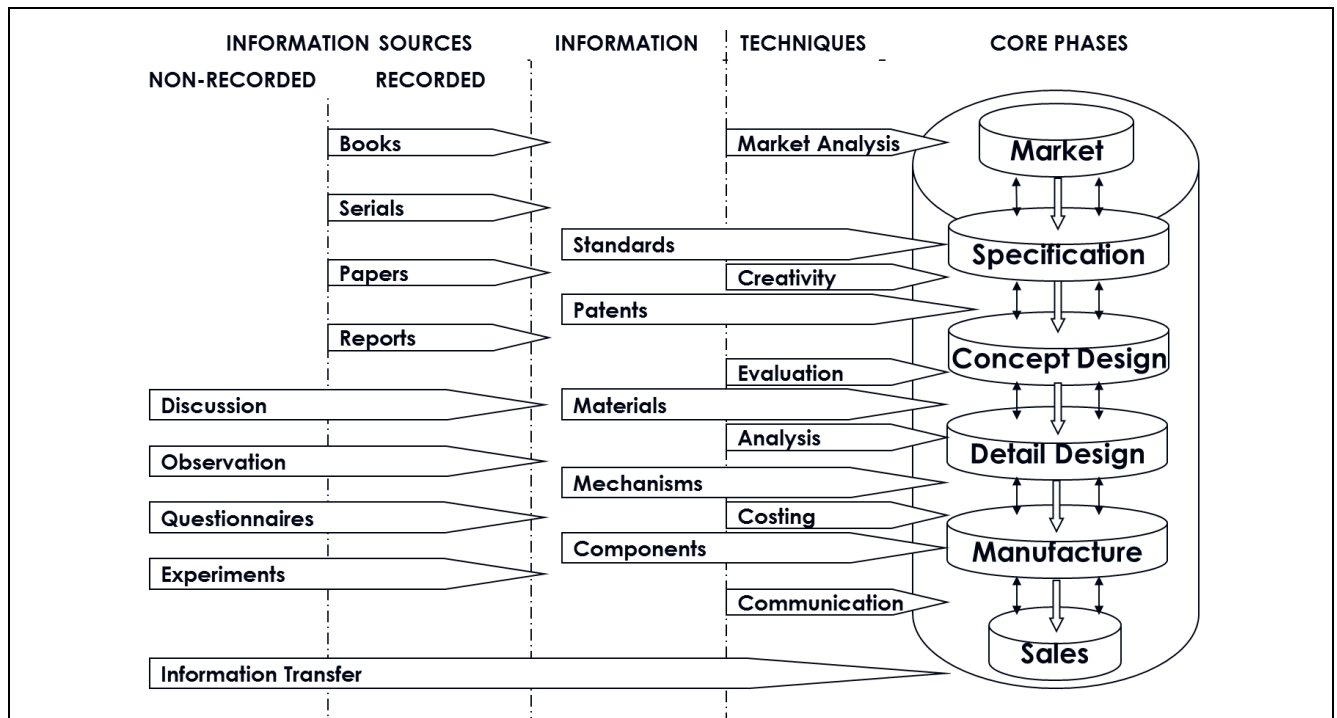 INFORMATION SOURCES INFORMATION TECHNIQUES CORE PHASES
NON-RECORDED RECORDED
Books
Market Analysis
Market
Serials
Standards
Specification
Papers
Creativity
Patents
Reports
Concept Design
Evaluation
Discussion
Materials
Analysis
Detail Design
Observation
Mechanisms
Questionnaires
Costing
Components
Manufacture
Experiments
Communication
Sales
Information Transfer